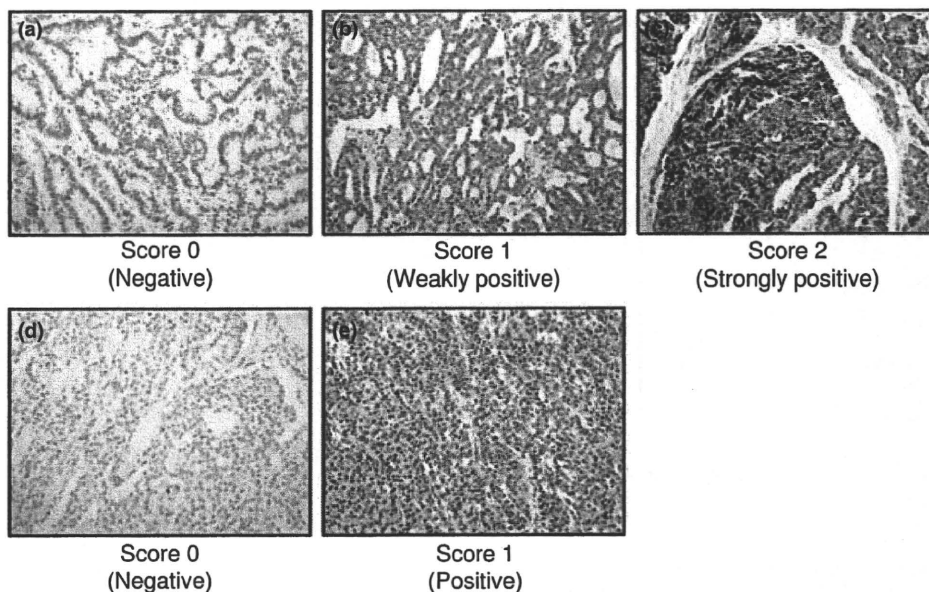 (a)
(b)
Score 0
(Negative)
Score 1
(Weakly positive)
Score 2
(Strongly positive)
(d)
(e)
Score 0
(Negative)
Score 1
(Positive)